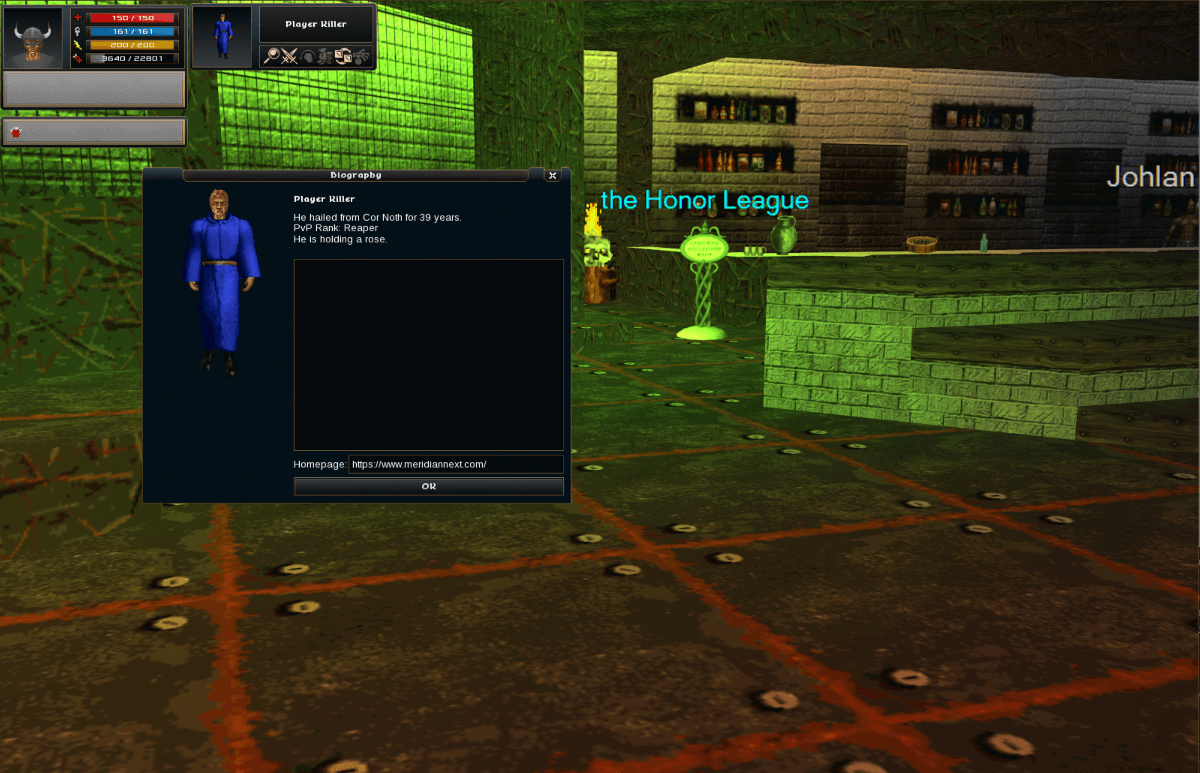 150 / 150
161 / 161
200 / 200
3640 / 22801
Player Killer
Biography
Player Killer
He hailed from Cor Noth for 39 years.
PvP Rank: Reaper
He is holding a rose.
Homepage: https://www.meridiannext.com/
OK
the Honor League
Johlan